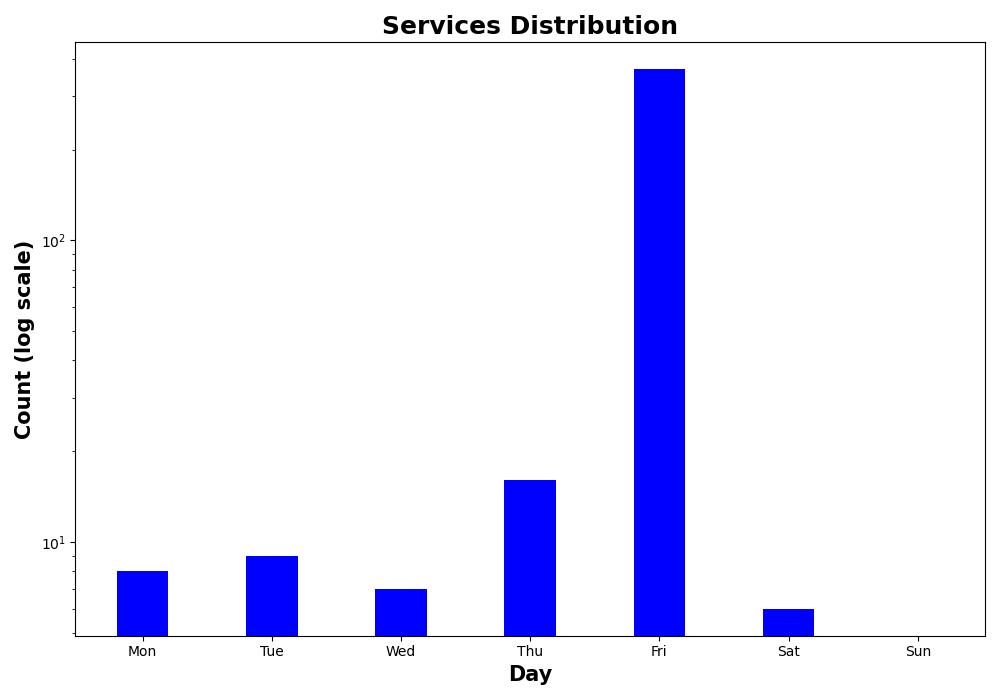 Services Distribution
Count (log scale)
10²
10¹
Mon Tue Wed Thu Fri Sat Sun
Day